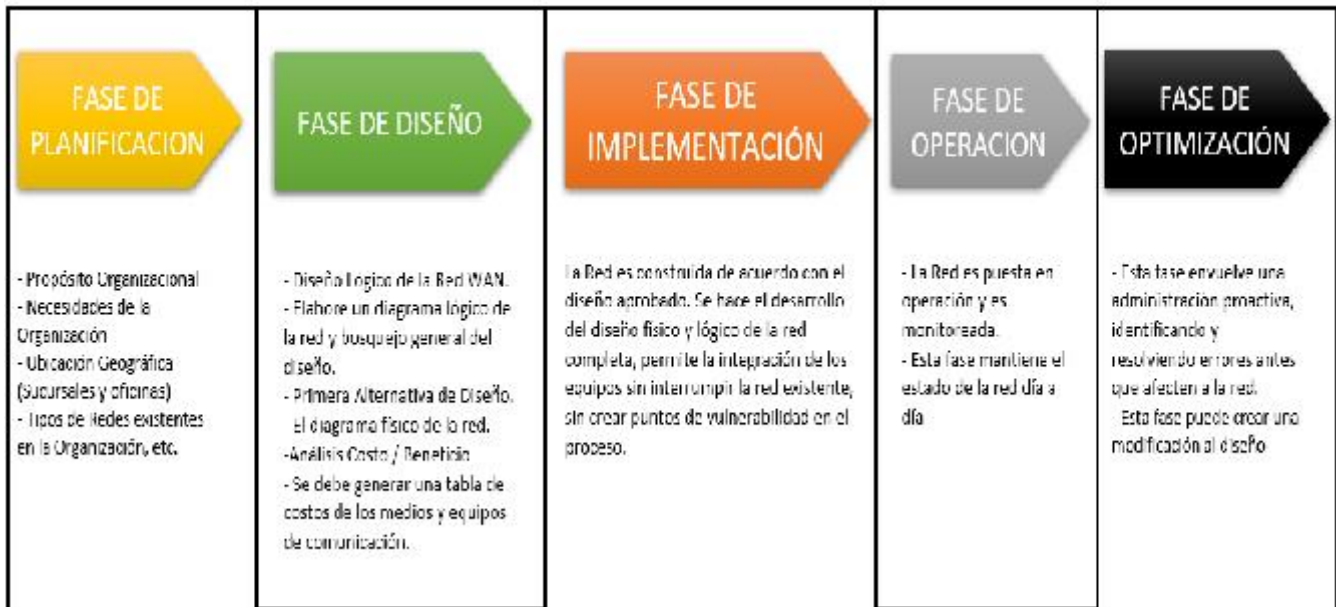 FASE DE
PLANIFICACION
- Propósito Organizacional
- Necesidades de la
Organización
- Ubicación Geográfica
(Sucursales y oficinas)
- Tipos de Redes existentes
en la Organización, etc.
FASE DE DISEÑO
- Diseño Logico de la Red WAN.
- Elabore un diagrama lógico de
la red y bosquejo general del
diseño.
- Primera Alternativa de Diseño.
El diagrama físico de la red.
-Análisis Costo / Beneficio
- Se debe generar una tabla de
costos de los medios y equipos
de comunicación.
FASE DE
IMPLEMENTACIÓN
La Red es construida de acuerdo con el
diseño aprobado. Se hace el desarrollo
del diseño físico y lógico de la red
completa, permite la integración de los
equipos sin interrumpir la red existente,
sin crear puntos de vulnerabilidad en el
proceso.
FASE DE
OPERACION
- La Red es puesta en
operación y es
monitoreada.
- Esta fase mantiene el
estado de la red día a
día
FASE DE
OPTIMIZACIÓN
- Esta fase envuelve una
administración proactiva,
identificando y
resolviendo errores antes
que afecten a la red.
Esta fase puede crear una
modificación al diseño